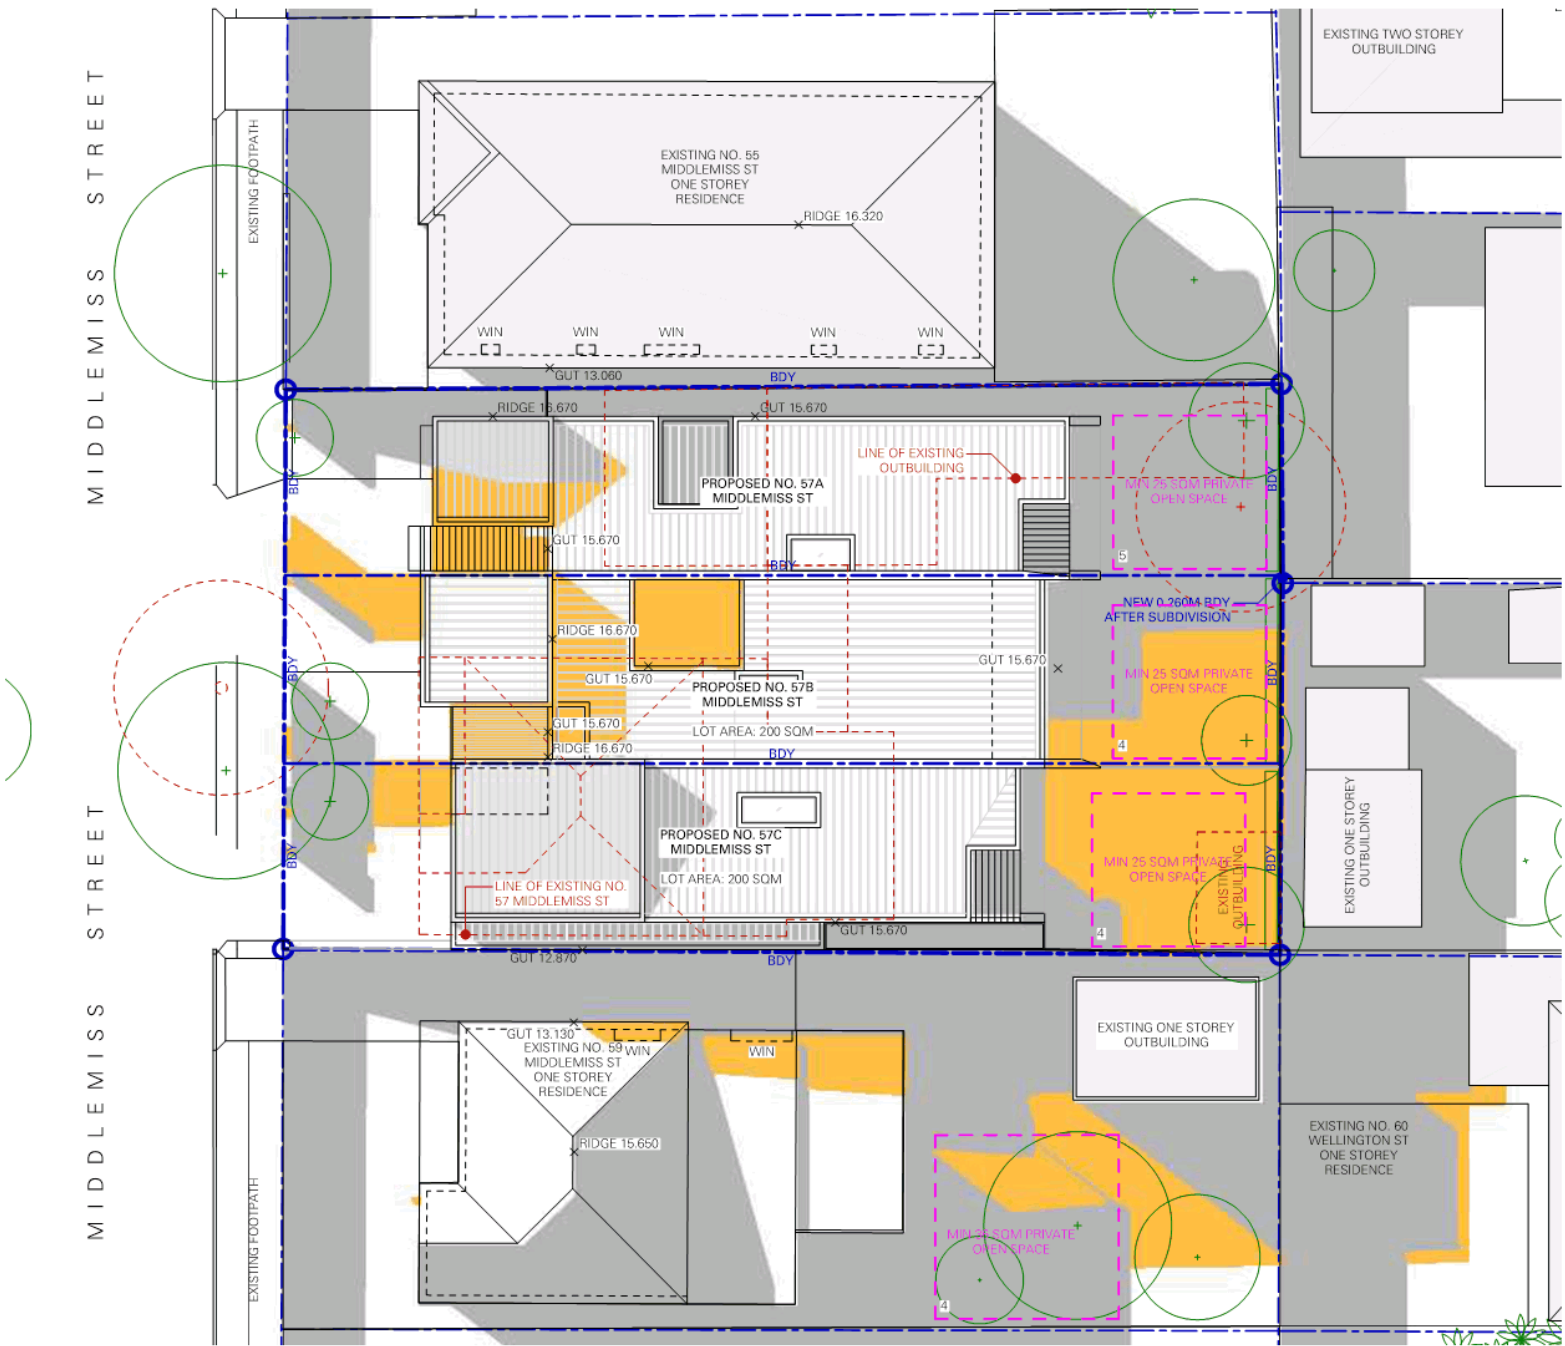 MIDDLEMISS STREET
EXISTING FOOTPATH
EXISTING TWO STOREY
OUTBUILDING
EXISTING NO. 55
MIDDLEMISS ST
ONE STOREY
RESIDENCE
RIDGE 16.320
WIN
WIN
WIN
WIN
WIN
GUT 13.060
BDY
RIDGE 16.670
GUT 15.670
LINE OF EXISTING
OUTBUILDING
BDY
BDY
PROPOSED NO. 57A
MIDDLEMISS ST
MIN 25 SQM PRIVATE
OPEN SPACE
GUT 15.670
5
BDY
NEW 0.260M BDY
AFTER SUBDIVISION
RIDGE 16.670
GUT 15.670
GUT 15.670
BDY
BDY
MIN 25 SQM PRIVATE
OPEN SPACE
PROPOSED NO. 57B
MIDDLEMISS ST
GUT 15.670
LOT AREA: 200 SQM
RIDGE 16.670
4
BDY
MIDDLEMISS STREET
BDY
PROPOSED NO. 57C
MIDDLEMISS ST
LOT AREA: 200 SQM
MIN 25 SQM PRIVATE
OPEN SPACE
EXISTING
OUTBUILDING
BDY
EXISTING ONE STOREY
OUTBUILDING
LINE OF EXISTING NO.
57 MIDDLEMISS ST
GUT 15.670
4
GUT 12.870
BDY
GUT 13.130
EXISTING NO. 59
MIDDLEMISS ST
ONE STOREY
RESIDENCE
WIN
WIN
EXISTING ONE STOREY
OUTBUILDING
RIDGE 15.650
EXISTING NO. 60
WELLINGTON ST
ONE STOREY
RESIDENCE
SQM PRIVATE
OPEN SPACE
4
EXISTING FOOTPATH